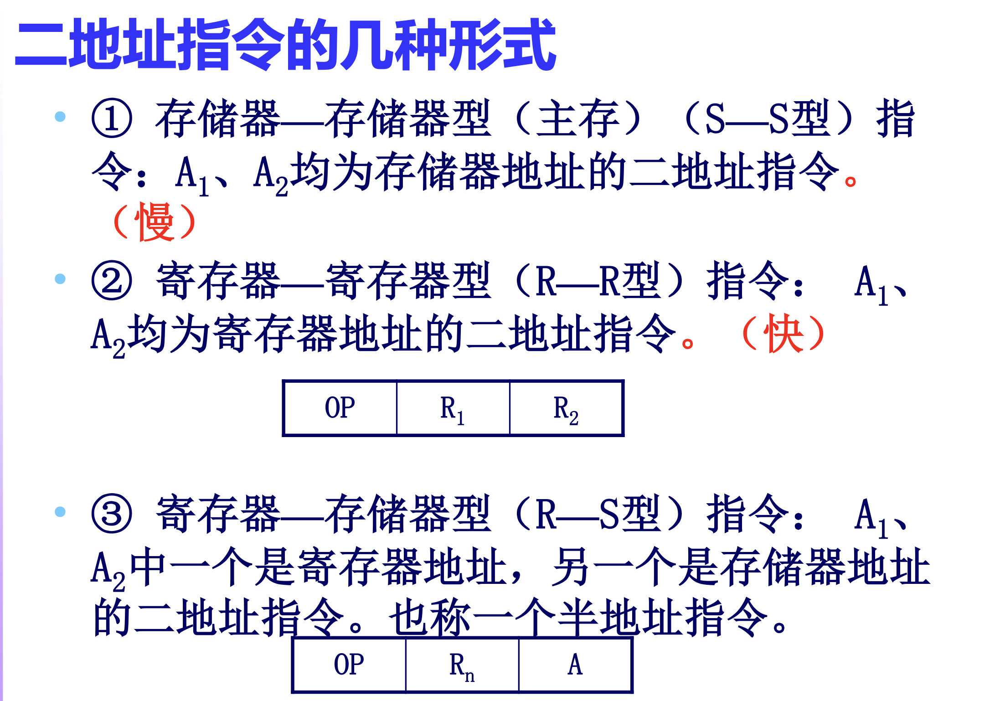 二地址指令的几种形式
• ① 存储器—存储器型（主存）（S—S型）指
令：A₁、A₂均为存储器地址的二地址指令。
（慢）
• ② 寄存器—寄存器型（R—R型）指令： A₁、
A₂均为寄存器地址的二地址指令。（快）
OP R₁ R₂
• ③ 寄存器—存储器型（R—S型）指令： A₁、
A₂中一个是寄存器地址，另一个是存储器地址
的二地址指令。也称一个半地址指令。
OP Rₙ A